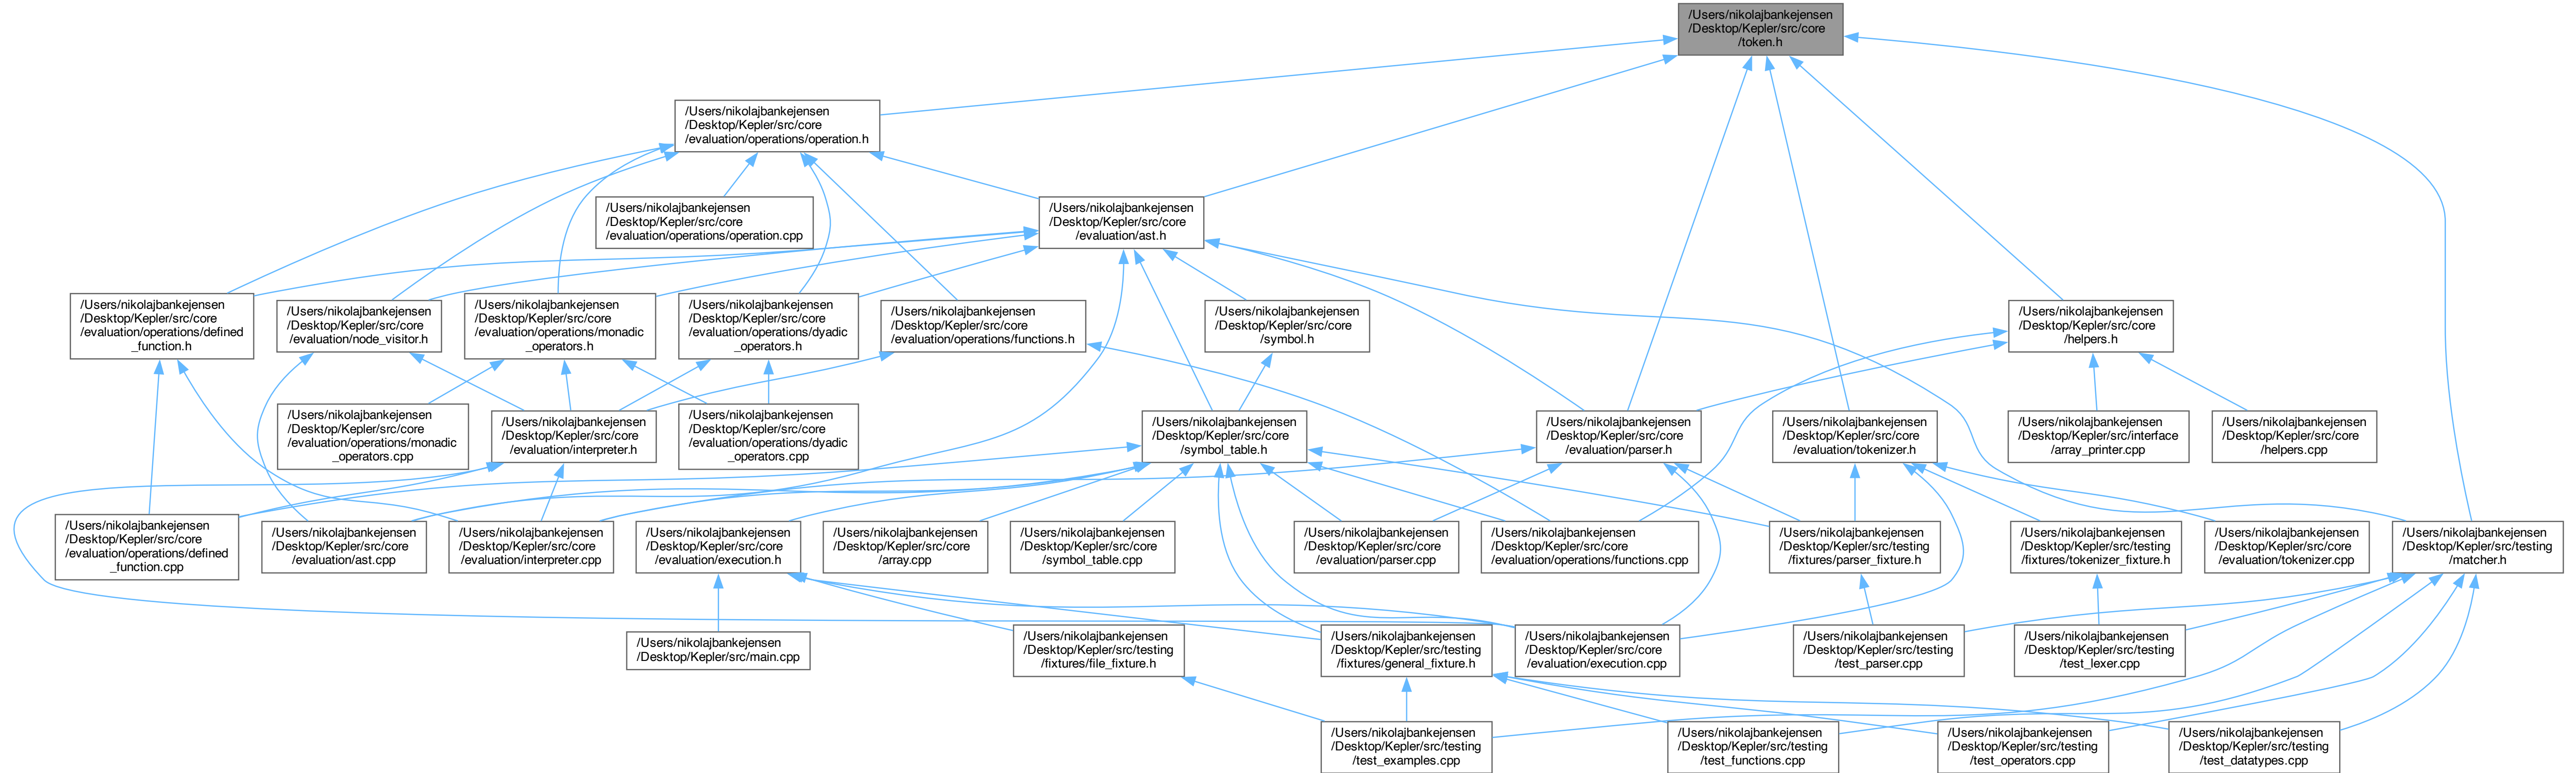 /Users/nikolajbankejensen
/Desktop/Kepler/src/core
/token.h
/Users/nikolajbankejensen
/Desktop/Kepler/src/core
/evaluation/operations/operation.h
/Users/nikolajbankejensen
/Desktop/Kepler/src/core
/evaluation/operations/operation.cpp
/Users/nikolajbankejensen
/Desktop/Kepler/src/core
/evaluation/ast.h
/Users/nikolajbankejensen
/Desktop/Kepler/src/core
/evaluation/operations/defined
_function.h
/Users/nikolajbankejensen
/Desktop/Kepler/src/core
/evaluation/node_visitor.h
/Users/nikolajbankejensen
/Desktop/Kepler/src/core
/evaluation/operations/monadic
_operators.h
/Users/nikolajbankejensen
/Desktop/Kepler/src/core
/evaluation/operations/dyadic
_operators.h
/Users/nikolajbankejensen
/Desktop/Kepler/src/core
/evaluation/operations/functions.h
/Users/nikolajbankejensen
/Desktop/Kepler/src/core
/symbol.h
/Users/nikolajbankejensen
/Desktop/Kepler/src/core
/helpers.h
/Users/nikolajbankejensen
/Desktop/Kepler/src/core
/evaluation/operations/monadic
_operators.cpp
/Users/nikolajbankejensen
/Desktop/Kepler/src/core
/evaluation/interpreter.h
/Users/nikolajbankejensen
/Desktop/Kepler/src/core
/evaluation/operations/dyadic
_operators.cpp
/Users/nikolajbankejensen
/Desktop/Kepler/src/core
/symbol_table.h
/Users/nikolajbankejensen
/Desktop/Kepler/src/core
/evaluation/parser.h
/Users/nikolajbankejensen
/Desktop/Kepler/src/core
/evaluation/tokenizer.h
/Users/nikolajbankejensen
/Desktop/Kepler/src/interface
/array_printer.cpp
/Users/nikolajbankejensen
/Desktop/Kepler/src/core
/helpers.cpp
/Users/nikolajbankejensen
/Desktop/Kepler/src/core
/evaluation/operations/defined
_function.cpp
/Users/nikolajbankejensen
/Desktop/Kepler/src/core
/evaluation/ast.cpp
/Users/nikolajbankejensen
/Desktop/Kepler/src/core
/evaluation/interpreter.cpp
/Users/nikolajbankejensen
/Desktop/Kepler/src/core
/evaluation/execution.h
/Users/nikolajbankejensen
/Desktop/Kepler/src/core
/array.cpp
/Users/nikolajbankejensen
/Desktop/Kepler/src/core
/symbol_table.cpp
/Users/nikolajbankejensen
/Desktop/Kepler/src/core
/evaluation/parser.cpp
/Users/nikolajbankejensen
/Desktop/Kepler/src/core
/evaluation/operations/functions.cpp
/Users/nikolajbankejensen
/Desktop/Kepler/src/testing
/fixtures/parser_fixture.h
/Users/nikolajbankejensen
/Desktop/Kepler/src/testing
/fixtures/tokenizer_fixture.h
/Users/nikolajbankejensen
/Desktop/Kepler/src/core
/evaluation/tokenizer.cpp
/Users/nikolajbankejensen
/Desktop/Kepler/src/testing
/matcher.h
/Users/nikolajbankejensen
/Desktop/Kepler/src/main.cpp
/Users/nikolajbankejensen
/Desktop/Kepler/src/testing
/fixtures/file_fixture.h
/Users/nikolajbankejensen
/Desktop/Kepler/src/testing
/fixtures/general_fixture.h
/Users/nikolajbankejensen
/Desktop/Kepler/src/core
/evaluation/execution.cpp
/Users/nikolajbankejensen
/Desktop/Kepler/src/testing
/test_parser.cpp
/Users/nikolajbankejensen
/Desktop/Kepler/src/testing
/test_lexer.cpp
/Users/nikolajbankejensen
/Desktop/Kepler/src/testing
/test_examples.cpp
/Users/nikolajbankejensen
/Desktop/Kepler/src/testing
/test_functions.cpp
/Users/nikolajbankejensen
/Desktop/Kepler/src/testing
/test_operators.cpp
/Users/nikolajbankejensen
/Desktop/Kepler/src/testing
/test_datatypes.cpp